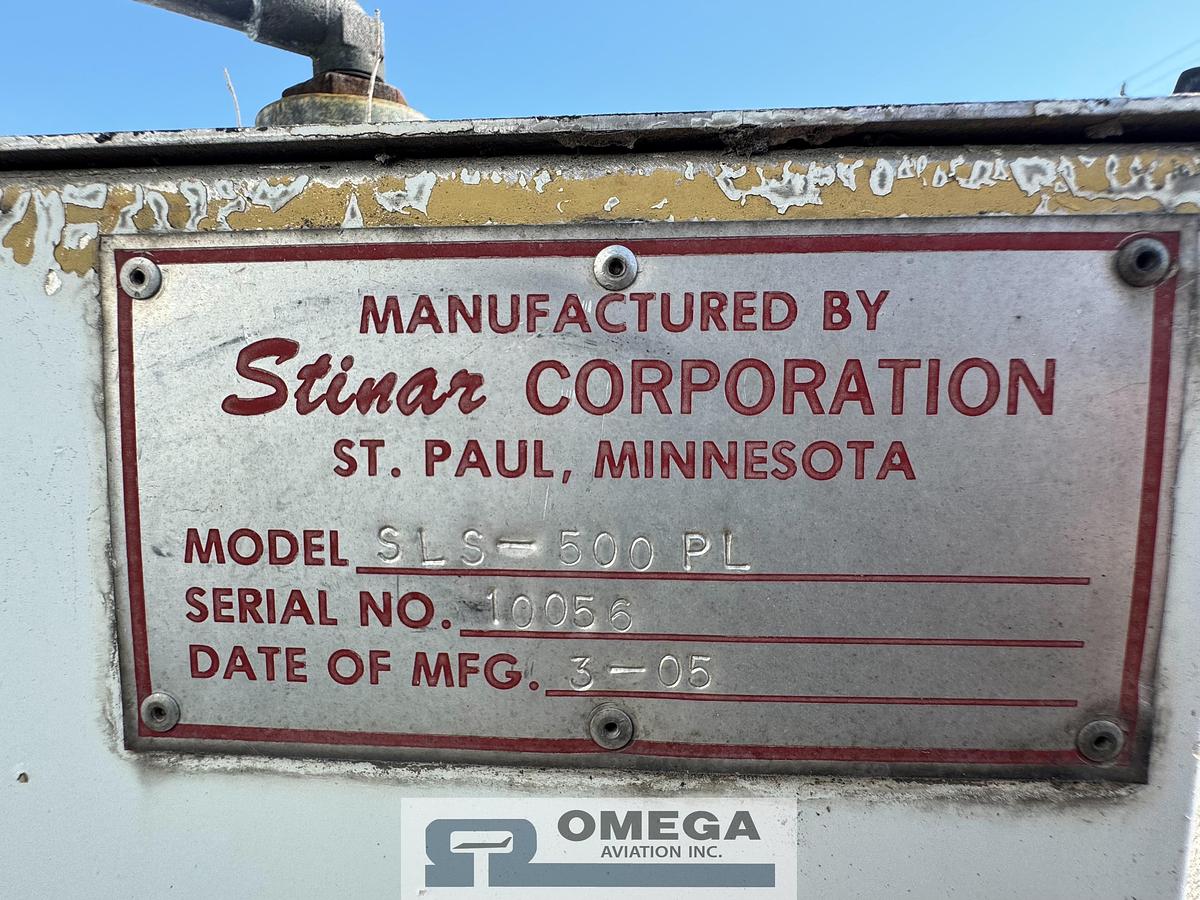 MANUFACTURED BY
Stinar CORPORATION
ST. PAUL, MINNESOTA
MODEL SLS-500 PL
SERIAL NO. 10056
DATE OF MFG. 3-05
OMEGA
AVIATION INC.